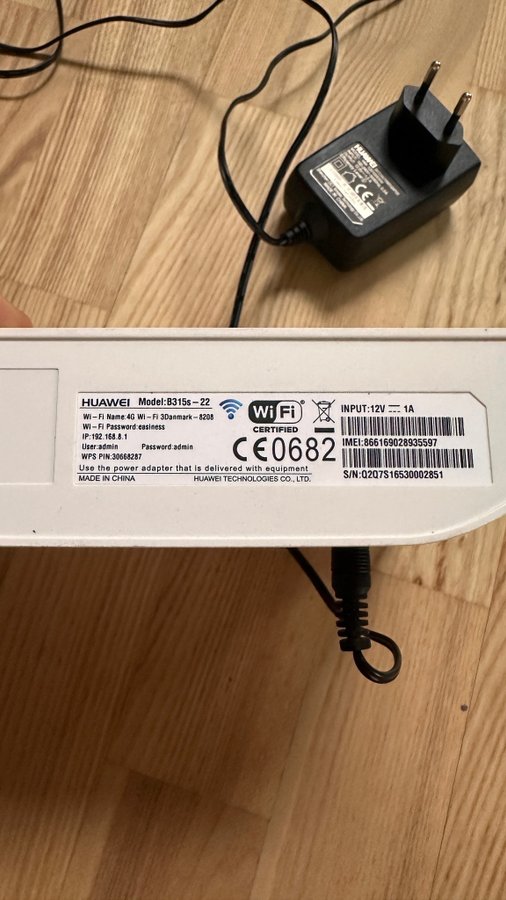 HUAWEI
HUAWEI Model:B315s-22
Wi-Fi Name:4G Wi-Fi 3Danmark-8208
Wi-Fi Password:easiness
IP:192.168.8.1
User:admin Password:admin
WPS PIN:30668287
Use the power adapter that is delivered with equipment
MADE IN CHINA HUAWEI TECHNOLOGIES CO., LTD.
Wi Fi
CERTIFIED
CE0682
INPUT:12V ⎓ 1A
IMEI:866169028935597
S/N:Q2Q7S16530002851